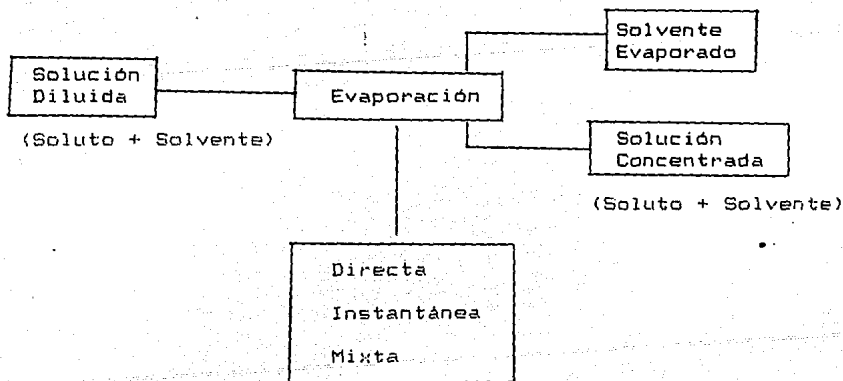 Solvente
Evaporado
Solución
Diluida
Evaporación
(Soluto + Solvente)
Solución
Concentrada
(Soluto + Solvente)
Directa
Instantánea
Mixta